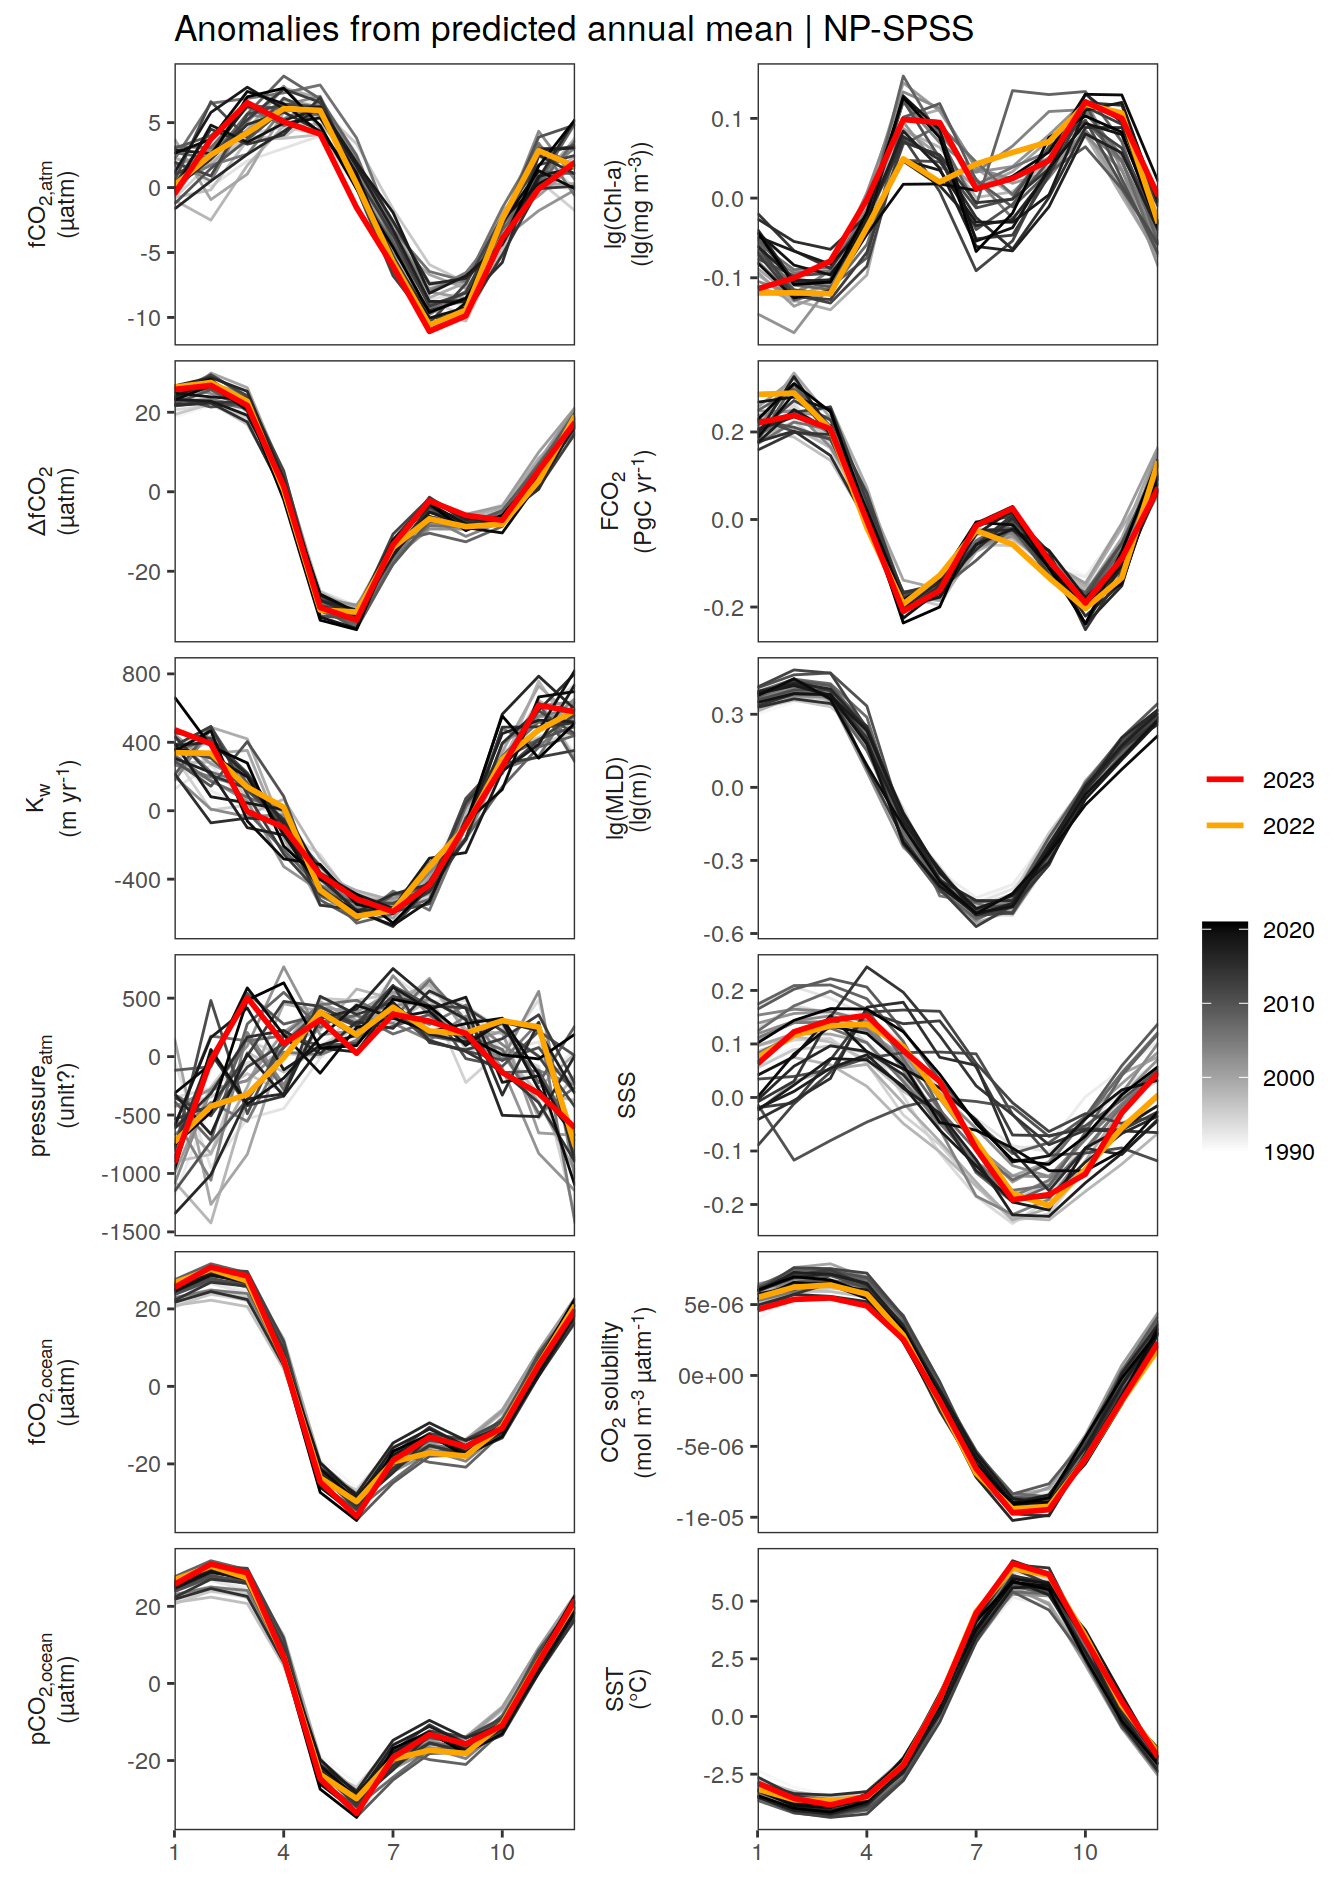 Anomalies from predicted annual mean | NP-SPSS
fCO2,atm
(µatm)
5
0
-5
-10
lg(Chl-a)
(lg(mg m-3))
0.1
0.0
-0.1
ΔfCO2
(µatm)
20
0
-20
FCO2
(PgC yr-1)
0.2
0.0
-0.2
Kw
(m yr-1)
800
400
0
-400
lg(MLD)
(lg(m))
0.3
0.0
-0.3
-0.6
pressureatm
(unit?)
500
0
-500
-1000
-1500
SSS
0.2
0.1
0.0
-0.1
-0.2
fCO2,ocean
(µatm)
20
0
-20
CO2 solubility
(mol m-3 µatm-1)
5e-06
0e+00
-5e-06
-1e-05
pCO2,ocean
(µatm)
20
0
-20
SST
(°C)
5.0
2.5
0.0
-2.5
1 4 7 10
1 4 7 10
2023
2022
2020
2010
2000
1990